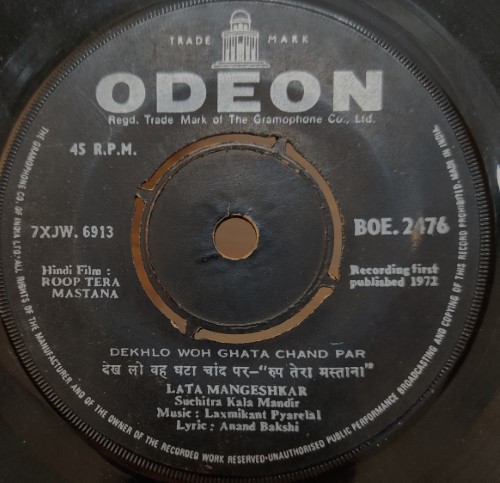 TRADE MARK
ODEON
Regd. Trade Mark of The Gramophone Co., Ltd.
45 R.P.M.
7XJW. 6913
BOE. 2476
Hindi Film :
ROOP TERA
MASTANA
Recording first
published 1972
DEKHLO WOH GHATA CHAND PAR
देख लो वह घटा चांद पर–“रुप तेरा मस्ताना”
LATA MANGESHKAR
Suchitra Kala Mandir
Music : Laxmikant Pyarelal
Lyric : Anand Bakshi
THE GRAMOPHONE CO. OF INDIA LTD·ALL RIGHTS OF THE MANUFACTURER AND OF THE OWNER OF THE RECORDED WORK RESERVED·UNAUTHORISED PUBLIC PERFORMANCE BROADCASTING AND COPYING OF THIS RECORD PROHIBITED·MADE IN INDIA